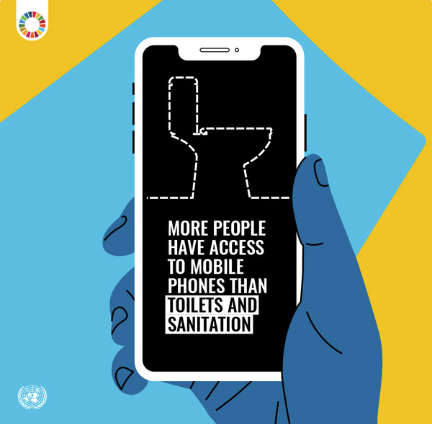 MORE PEOPLE
HAVE ACCESS
TO MOBILE
PHONES THAN
TOILETS AND
SANITATION